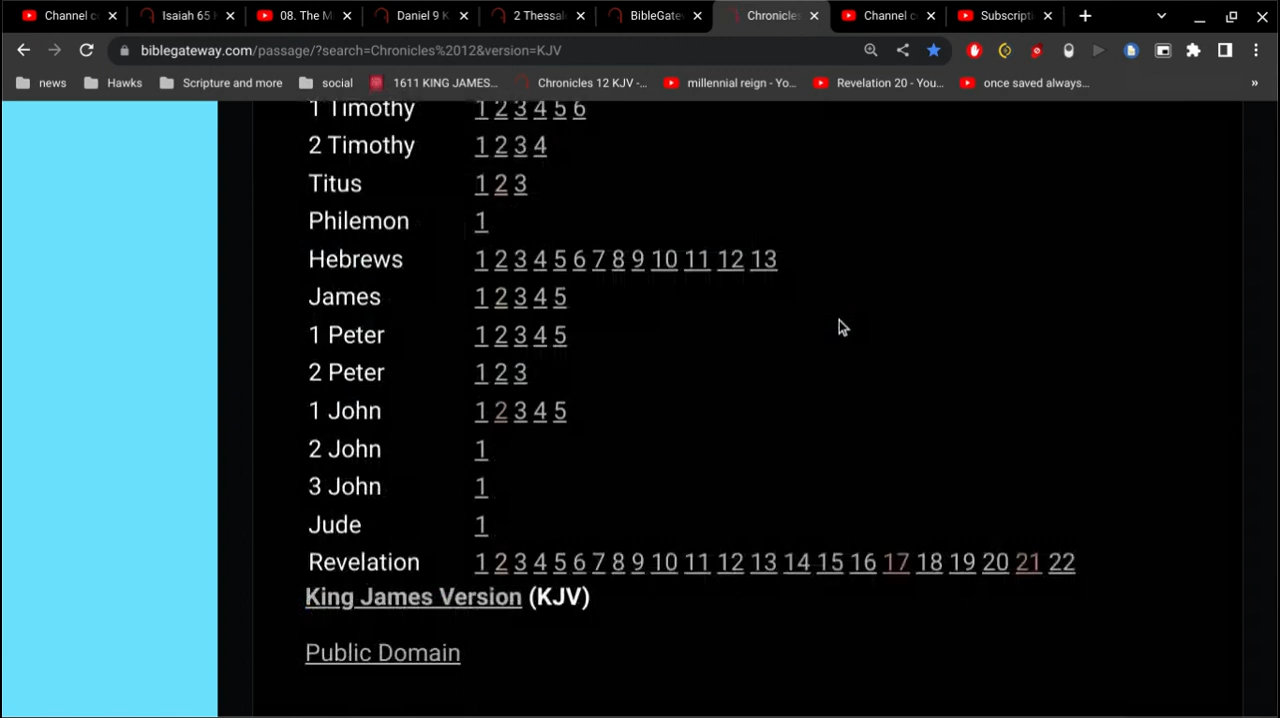 Channel c
Isaiah 65
08. The M
Daniel 9 K
2 Thessal
BibleGate
Chronicles
Channel c
Subscripti
biblegateway.com/passage/?search=Chronicles%2012&version=KJV
news
Hawks
Scripture and more
social
1611 KING JAMES...
Chronicles 12 KJV -...
millennial reign - Yo...
Revelation 20 - You...
once saved always...
»
1 Timothy 1 2 3 4 5 6
2 Timothy 1 2 3 4
Titus 1 2 3
Philemon 1
Hebrews 1 2 3 4 5 6 7 8 9 10 11 12 13
James 1 2 3 4 5
1 Peter 1 2 3 4 5
2 Peter 1 2 3
1 John 1 2 3 4 5
2 John 1
3 John 1
Jude 1
Revelation 1 2 3 4 5 6 7 8 9 10 11 12 13 14 15 16 17 18 19 20 21 22
King James Version (KJV)
Public Domain